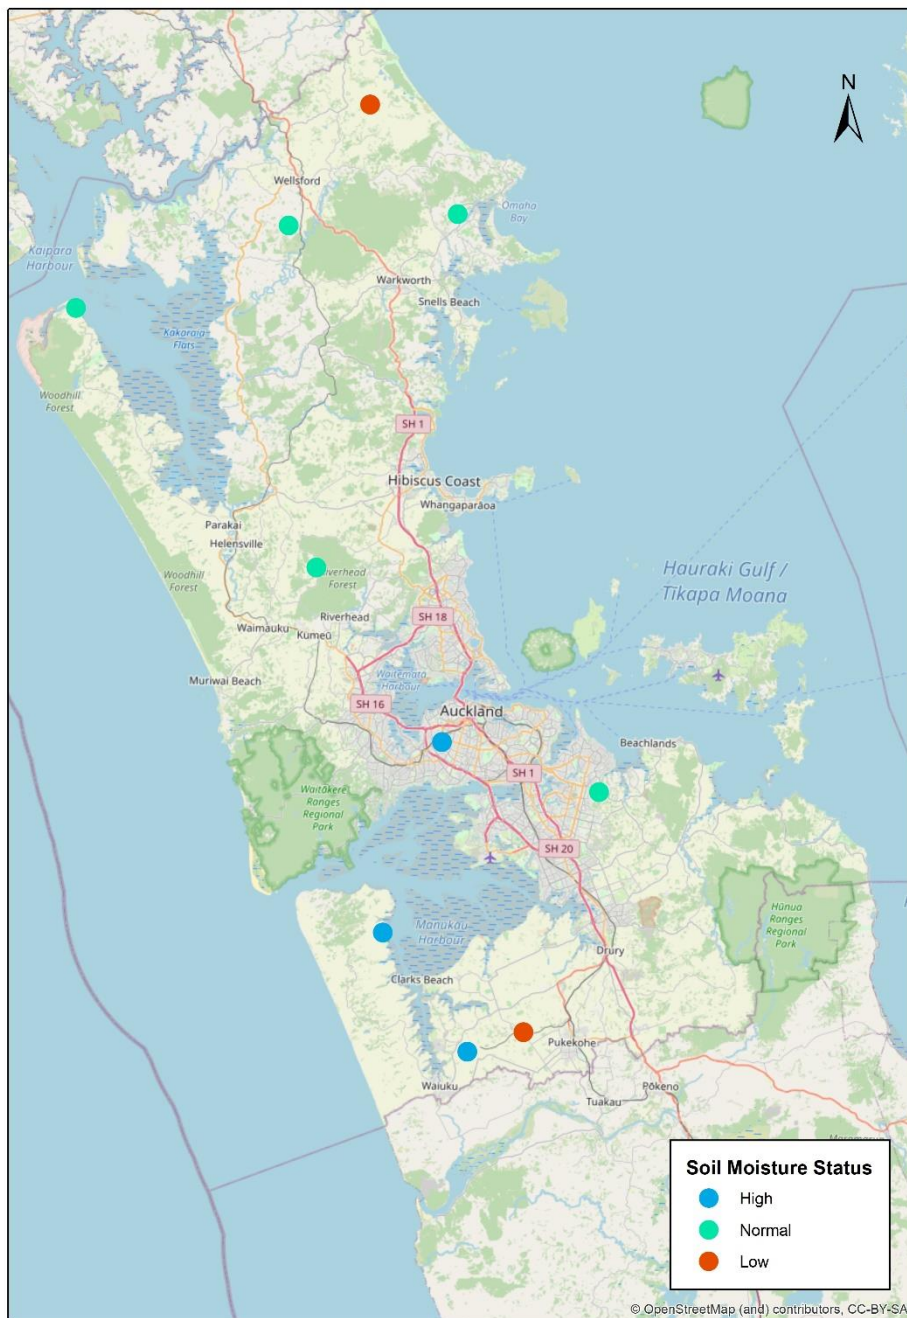 N
Wellsford
Omaha
Bay
Kaipara
Harbour
Warkworth
Snells Beach
Kakaraia
Flats
Woodhill
Forest
SH 1
Hibiscus Coast
Whangaparāoa
Parakai
Helensville
Woodhill
Forest
Riverhead
Forest
Hauraki Gulf /
Tikapa Moana
Riverhead
SH 18
Waimauku
Kumeū
Muriwai Beach
Waitematā
Harbour
SH 16
Auckland
Beachlands
SH 1
Waitākere
Ranges
Regional
Park
SH 20
Manukau
Harbour
Hūnua
Ranges
Regional
Park
Drury
Clarks Beach
Pukekohe
Waiuku
Tuakau
Pōkeno
Soil Moisture Status
High
Normal
Low
© OpenStreetMap (and) contributors, CC-BY-SA